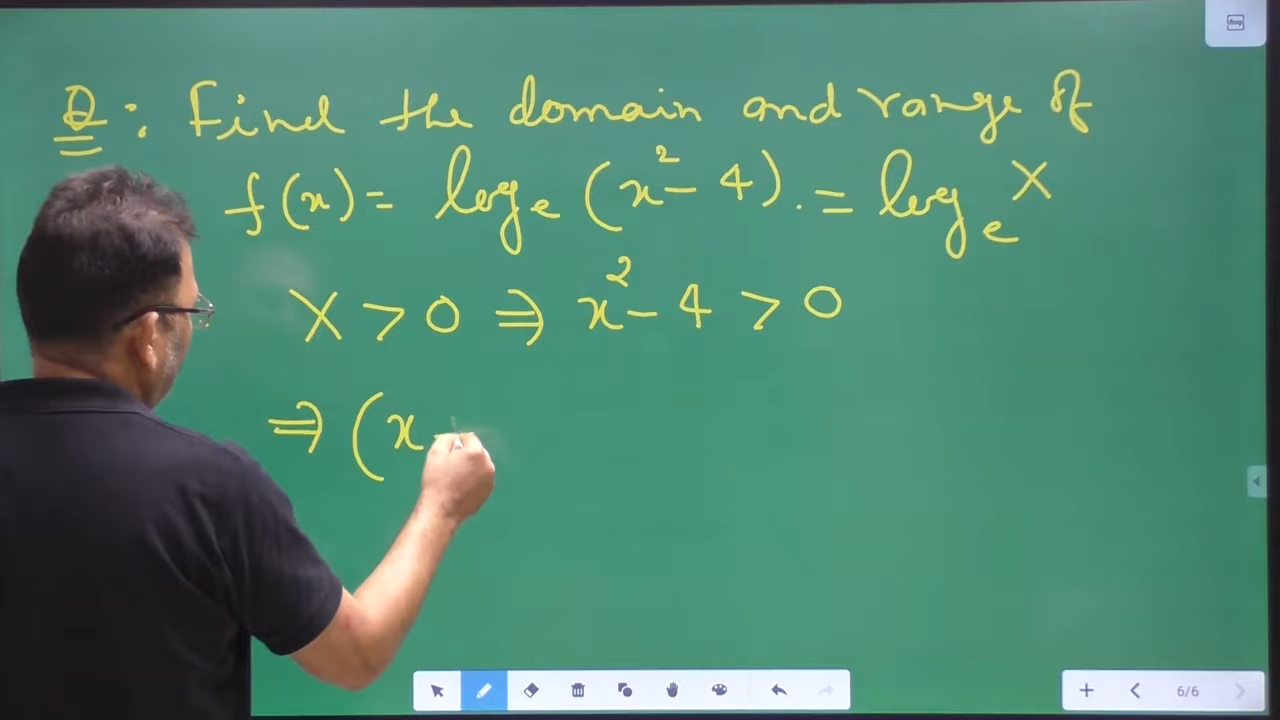 Q: Find the domain and range of
f(x) = logₑ (x² - 4). = logₑ X
X > 0 ⇒ x² - 4 > 0
⇒ (x
6/6